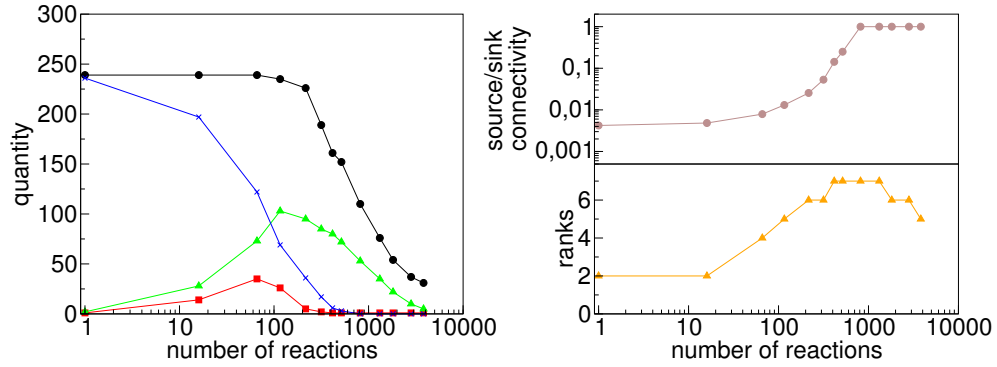 300
250
200
150
100
50
0
quantity
1 10 100 1000 10000
number of reactions
source/sink
connectivity
1
0,1
0,01
0,001
ranks
6
4
2
0
1 10 100 1000 10000
number of reactions